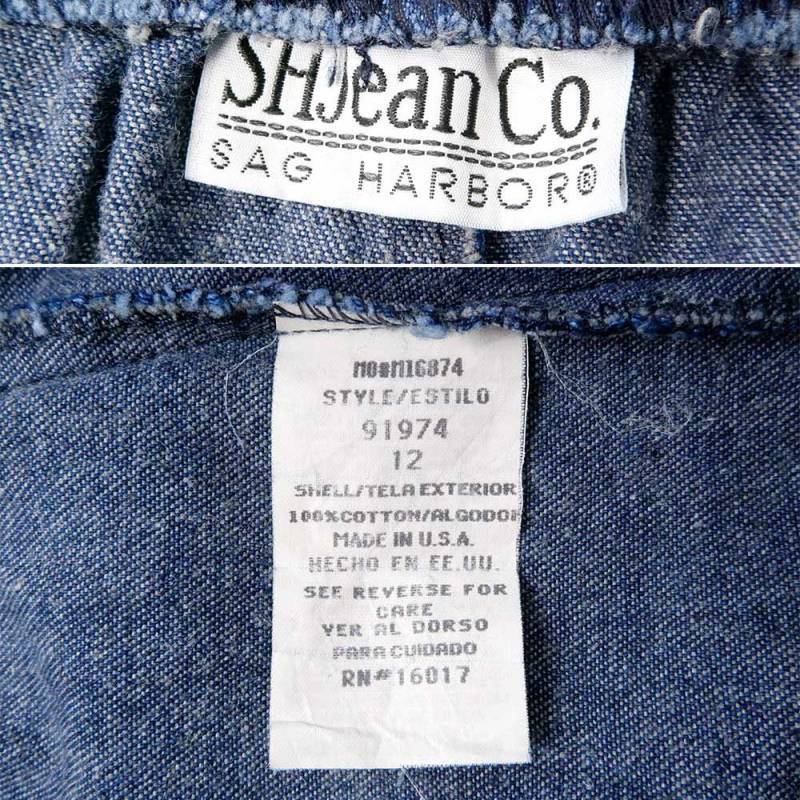 SHJean Co.
SAG HARBOR®
MO#M16874
STYLE/ESTILO
91974
12
SHELL/TELA EXTERIOR
100%COTTON/ALGODON
MADE IN U.S.A.
HECHO EN EE.UU.
SEE REVERSE FOR
CARE
VER AL DORSO
PARA CUIDADO
RN#16017